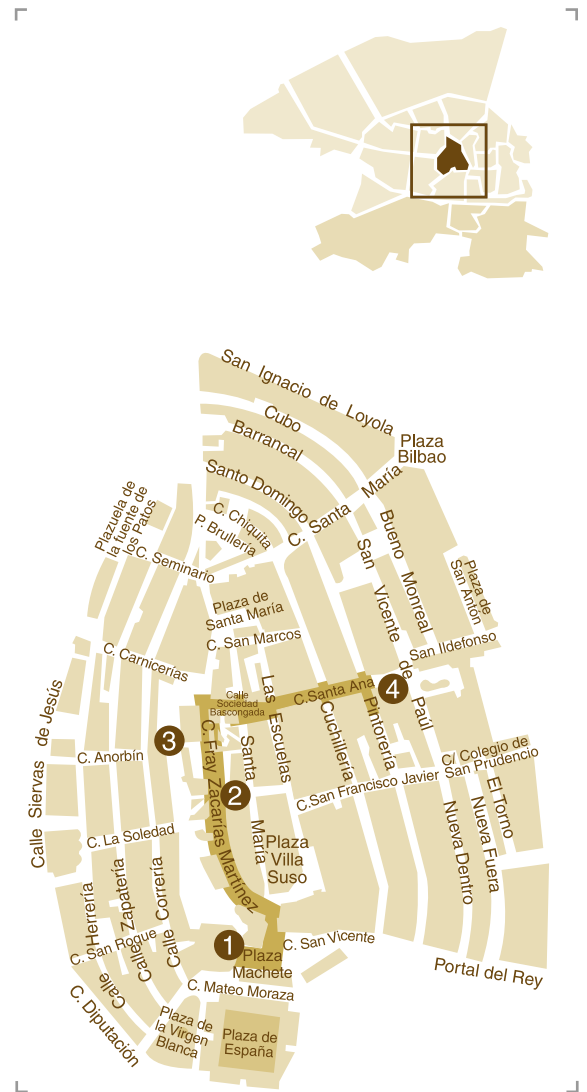 San Ignacio de Loyola
Cubo
Barrancal
Santo Domingo
Plaza
Bilbao
C. Santa María
C. Chiquita
P. Brullería
Plazuela de
la fuente de
los Patos
C. Seminario
Bueno Monreal
San Vicente de Paúl
Plaza de
San Antón
Plaza de
Santa María
C. San Marcos
San Ildefonso
C. Carnicerías
Calle
Sociedad
Bascongada
C.Santa Ana
4
Las Escuelas
Cuchillería
Pintorería
Calle Siervas de Jesús
3
C. Anorbín
C. Fray Zacarías Martínez
2
Santa María
C/ Colegio de
San Prudencio
C.San Francisco Javier
El Torno
Nueva Fuera
Nueva Dentro
C. La Soledad
Plaza
Villa
Suso
Calle Herrería
Calle Zapatería
Calle Correría
C. San Roque
1
Plaza
Machete
C. San Vicente
Portal del Rey
C. Mateo Moraza
C. Diputación
Plaza de
la Virgen
Blanca
Plaza de
España